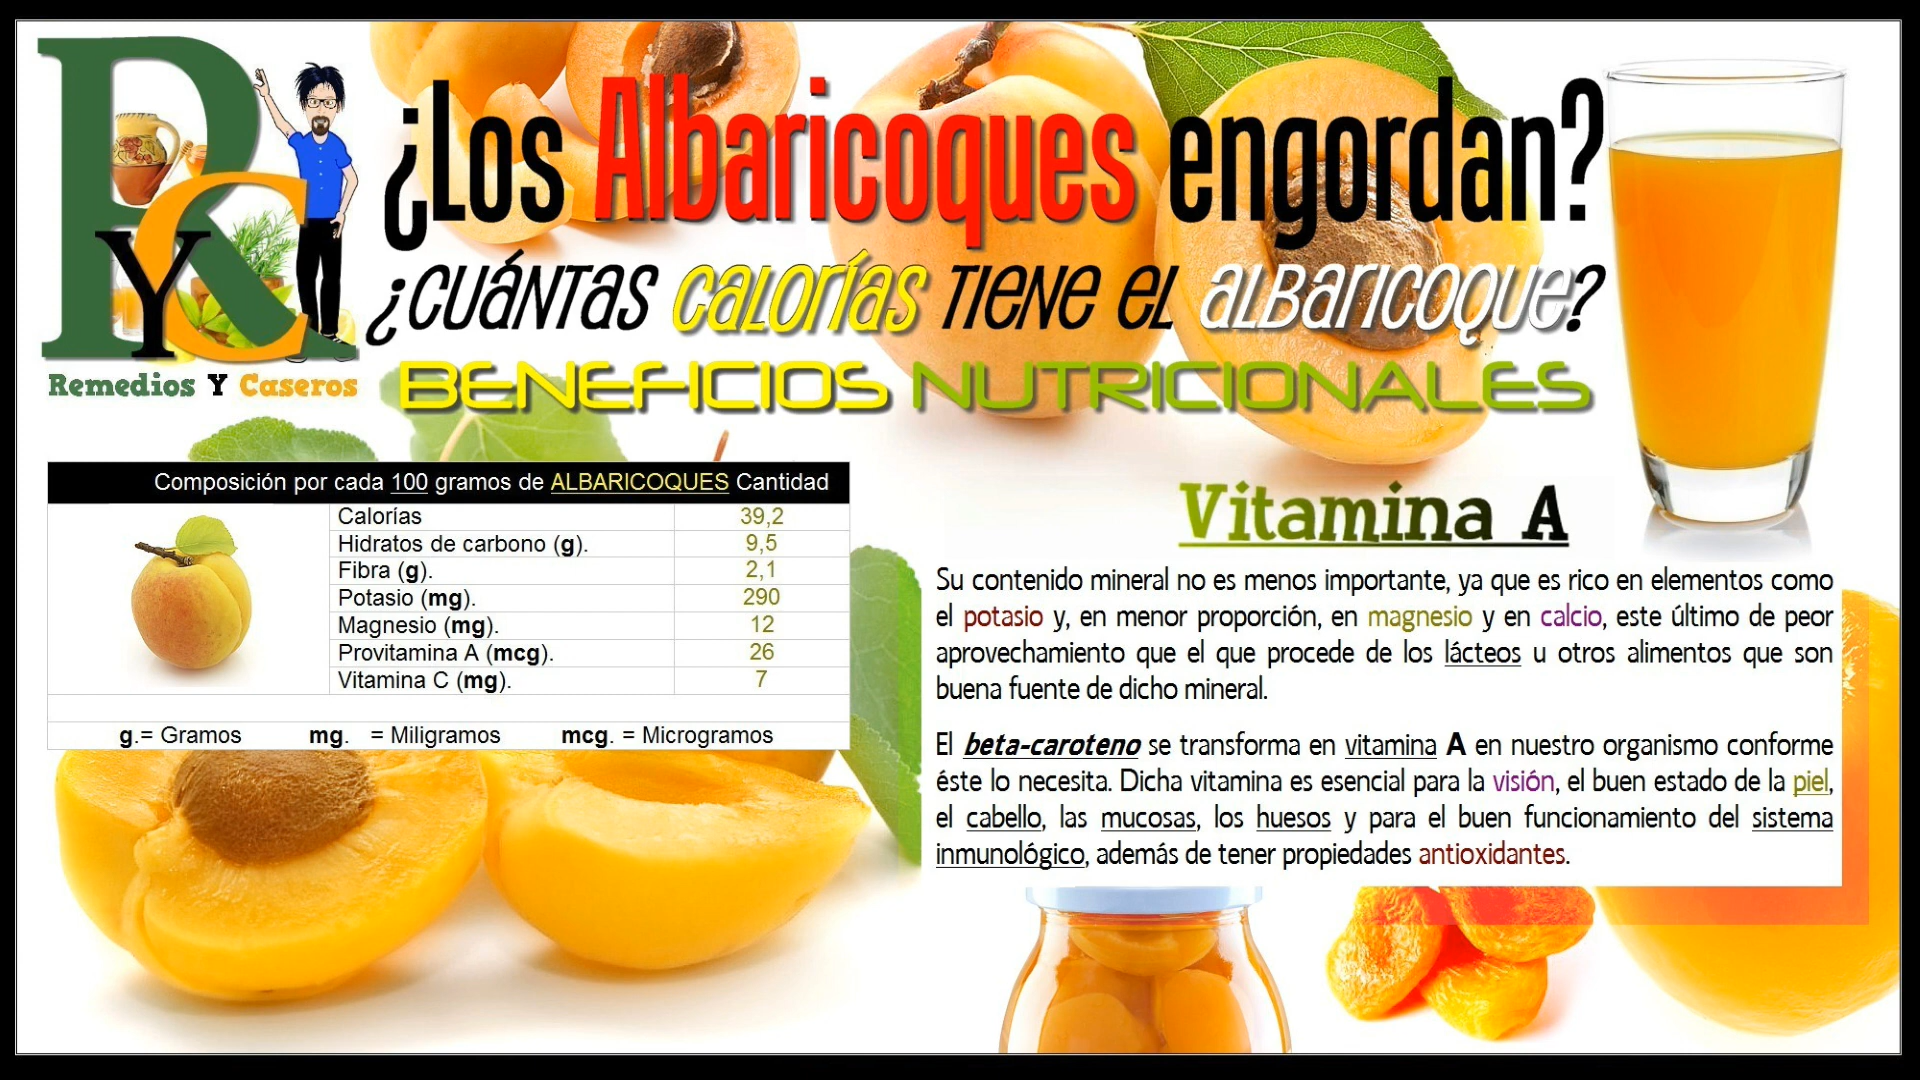 RYC
Remedios Y Caseros
¿Los Albaricoques engordan?
¿CUÁNTAS CALORÍAS TIENE EL ALBARICOQUE?
BENEFICIOS NUTRICIONALES
Composición por cada 100 gramos de ALBARICOQUES Cantidad
Calorías 39,2
Hidratos de carbono (g). 9,5
Fibra (g). 2,1
Potasio (mg). 290
Magnesio (mg). 12
Provitamina A (mcg). 26
Vitamina C (mg). 7
g.= Gramos mg. = Miligramos mcg. = Microgramos
Vitamina A
Su contenido mineral no es menos importante, ya que es rico en elementos como
el potasio y, en menor proporción, en magnesio y en calcio, este último de peor
aprovechamiento que el que procede de los lácteos u otros alimentos que son
buena fuente de dicho mineral.
El beta-caroteno se transforma en vitamina A en nuestro organismo conforme
éste lo necesita. Dicha vitamina es esencial para la visión, el buen estado de la piel,
el cabello, las mucosas, los huesos y para el buen funcionamiento del sistema
inmunológico, además de tener propiedades antioxidantes.